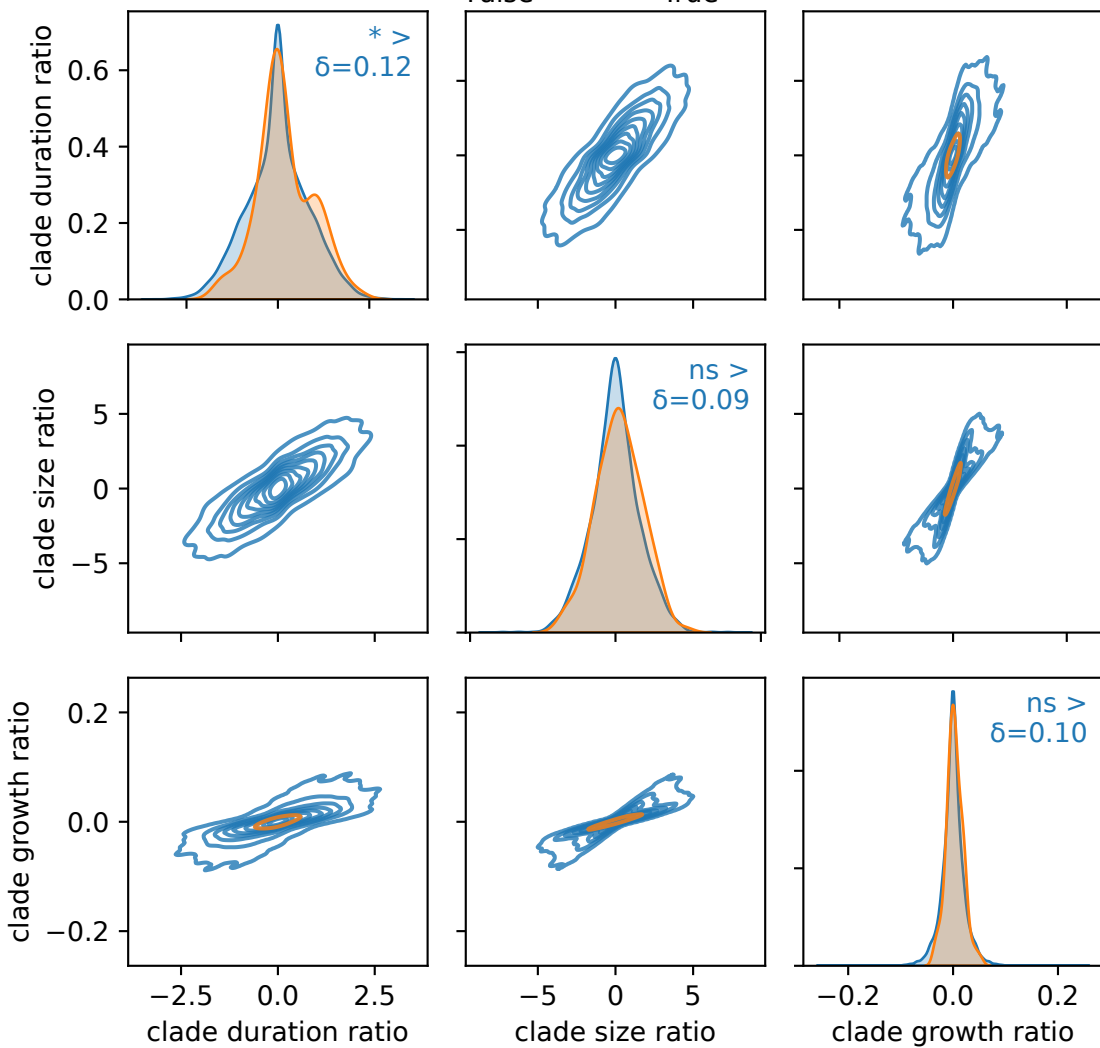 clade duration ratio
0.6
0.4
0.2
0.0
* >
δ=0.12
clade size ratio
5
0
−5
ns >
δ=0.09
clade growth ratio
0.2
0.0
−0.2
ns >
δ=0.10
−2.5 0.0 2.5
−5 0 5
−0.2 0.0 0.2
clade duration ratio
clade size ratio
clade growth ratio